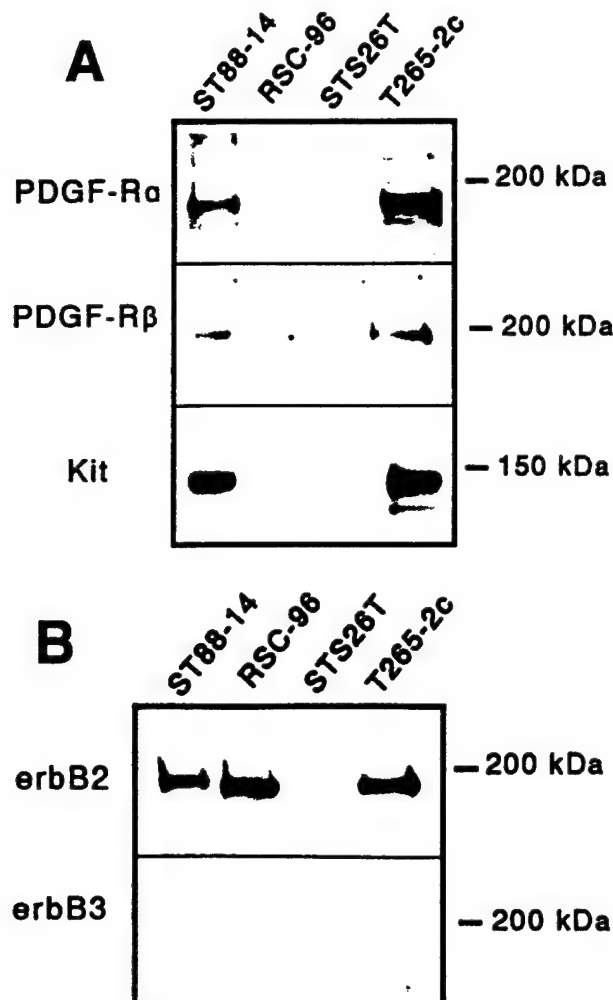 A
ST88-14 RSC-96 STS26T T265-2c
PDGF-Rα
200 kDa
PDGF-Rβ
200 kDa
Kit
150 kDa
B
ST88-14 RSC-96 STS26T T265-2c
erbB2
200 kDa
erbB3
200 kDa